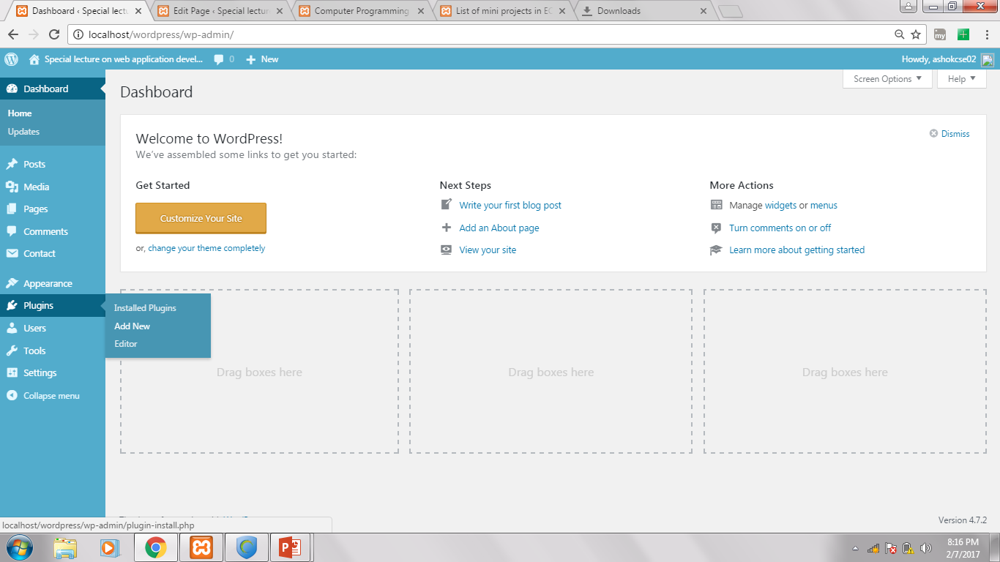 Dashboard ‹ Special lectu
Edit Page ‹ Special lecture
Computer Programming
List of mini projects in EC
Downloads
localhost/wordpress/wp-admin/
my
Special lecture on web application devel...
0
New
Howdy, ashokcse02
Dashboard
Home
Updates
Posts
Media
Pages
Comments
Contact
Appearance
Plugins
Users
Tools
Settings
Collapse menu
Installed Plugins
Add New
Editor
Screen Options
Help
Dashboard
Welcome to WordPress!
We've assembled some links to get you started:
Dismiss
Get Started
Customize Your Site
or, change your theme completely
Next Steps
Write your first blog post
Add an About page
View your site
More Actions
Manage widgets or menus
Turn comments on or off
Learn more about getting started
Drag boxes here
Drag boxes here
Drag boxes here
Version 4.7.2
localhost/wordpress/wp-admin/plugin-install.php
8:16 PM
2/7/2017